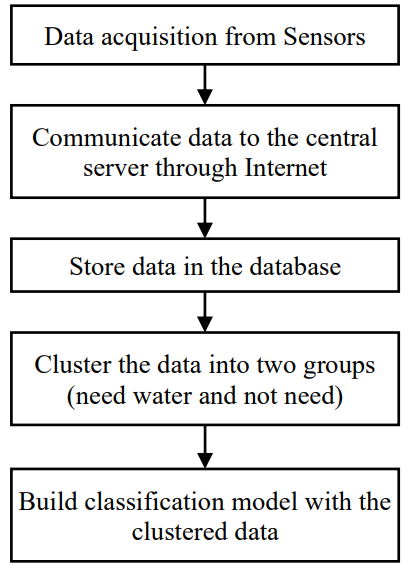 Data acquisition from Sensors
Communicate data to the central
server through Internet
Store data in the database
Cluster the data into two groups
(need water and not need)
Build classification model with the
clustered data